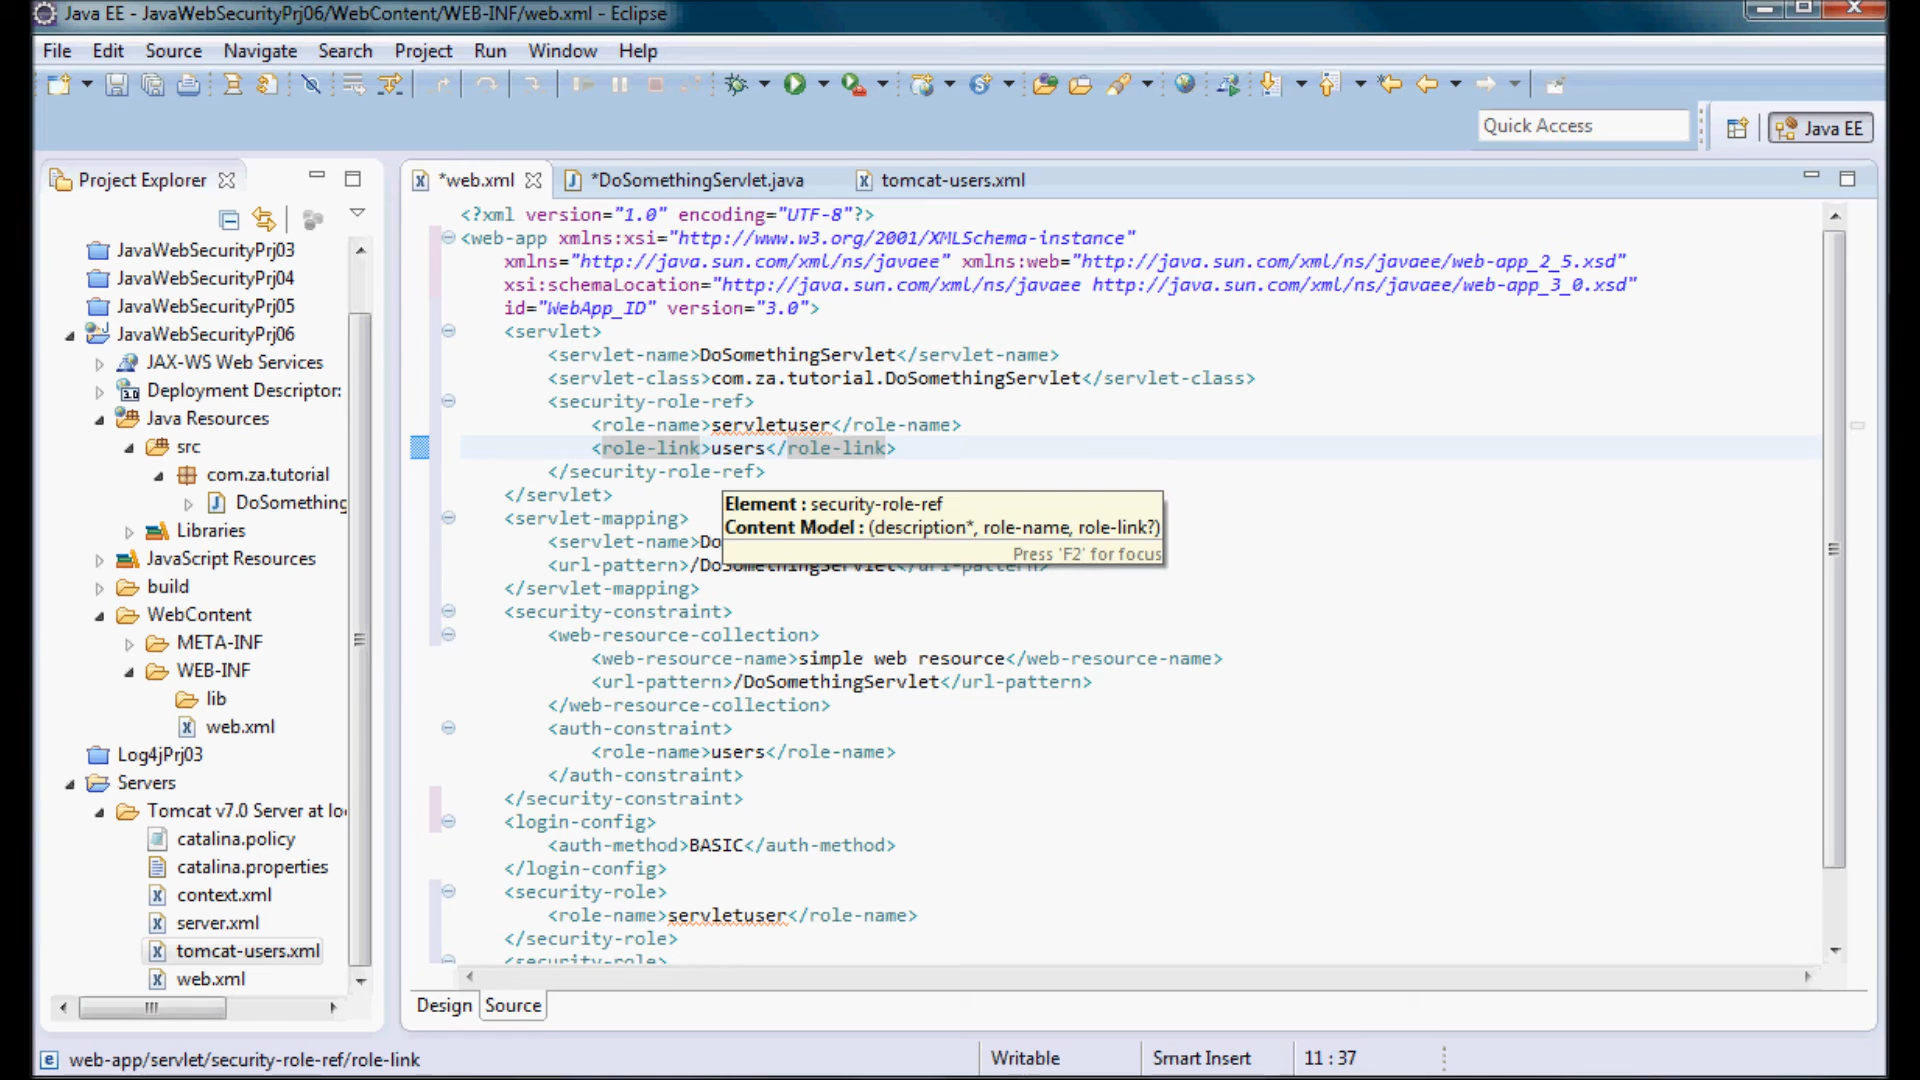 Java EE - JavaWebSecurityPrj06/WebContent/WEB-INF/web.xml - Eclipse
File Edit Source Navigate Search Project Run Window Help
Quick Access
Java EE
Project Explorer
JavaWebSecurityPrj03
JavaWebSecurityPrj04
JavaWebSecurityPrj05
JavaWebSecurityPrj06
JAX-WS Web Services
Deployment Descriptor:
Java Resources
src
com.za.tutorial
DoSomething
Libraries
JavaScript Resources
build
WebContent
META-INF
WEB-INF
lib
web.xml
Log4jPrj03
Servers
Tomcat v7.0 Server at lo
catalina.policy
catalina.properties
context.xml
server.xml
tomcat-users.xml
web.xml
*web.xml
*DoSomethingServlet.java
tomcat-users.xml
<?xml version="1.0" encoding="UTF-8"?>
<web-app xmlns:xsi="http://www.w3.org/2001/XMLSchema-instance"
xmlns="http://java.sun.com/xml/ns/javaee" xmlns:web="http://java.sun.com/xml/ns/javaee/web-app_2_5.xsd"
xsi:schemaLocation="http://java.sun.com/xml/ns/javaee http://java.sun.com/xml/ns/javaee/web-app_3_0.xsd"
id="WebApp_ID" version="3.0">
<servlet>
<servlet-name>DoSomethingServlet</servlet-name>
<servlet-class>com.za.tutorial.DoSomethingServlet</servlet-class>
<security-role-ref>
<role-name>servletuser</role-name>
<role-link>users</role-link>
</security-role-ref>
</servlet>
<servlet-mapping>
<servlet-name>Do
<url-pattern>/DoSomethingServlet</url-pattern>
</servlet-mapping>
Element : security-role-ref
Content Model : (description*, role-name, role-link?)
Press 'F2' for focus
<security-constraint>
<web-resource-collection>
<web-resource-name>simple web resource</web-resource-name>
<url-pattern>/DoSomethingServlet</url-pattern>
</web-resource-collection>
<auth-constraint>
<role-name>users</role-name>
</auth-constraint>
</security-constraint>
<login-config>
<auth-method>BASIC</auth-method>
</login-config>
<security-role>
<role-name>servletuser</role-name>
</security-role>
<security-role>
Design Source
web-app/servlet/security-role-ref/role-link
Writable
Smart Insert
11 : 37